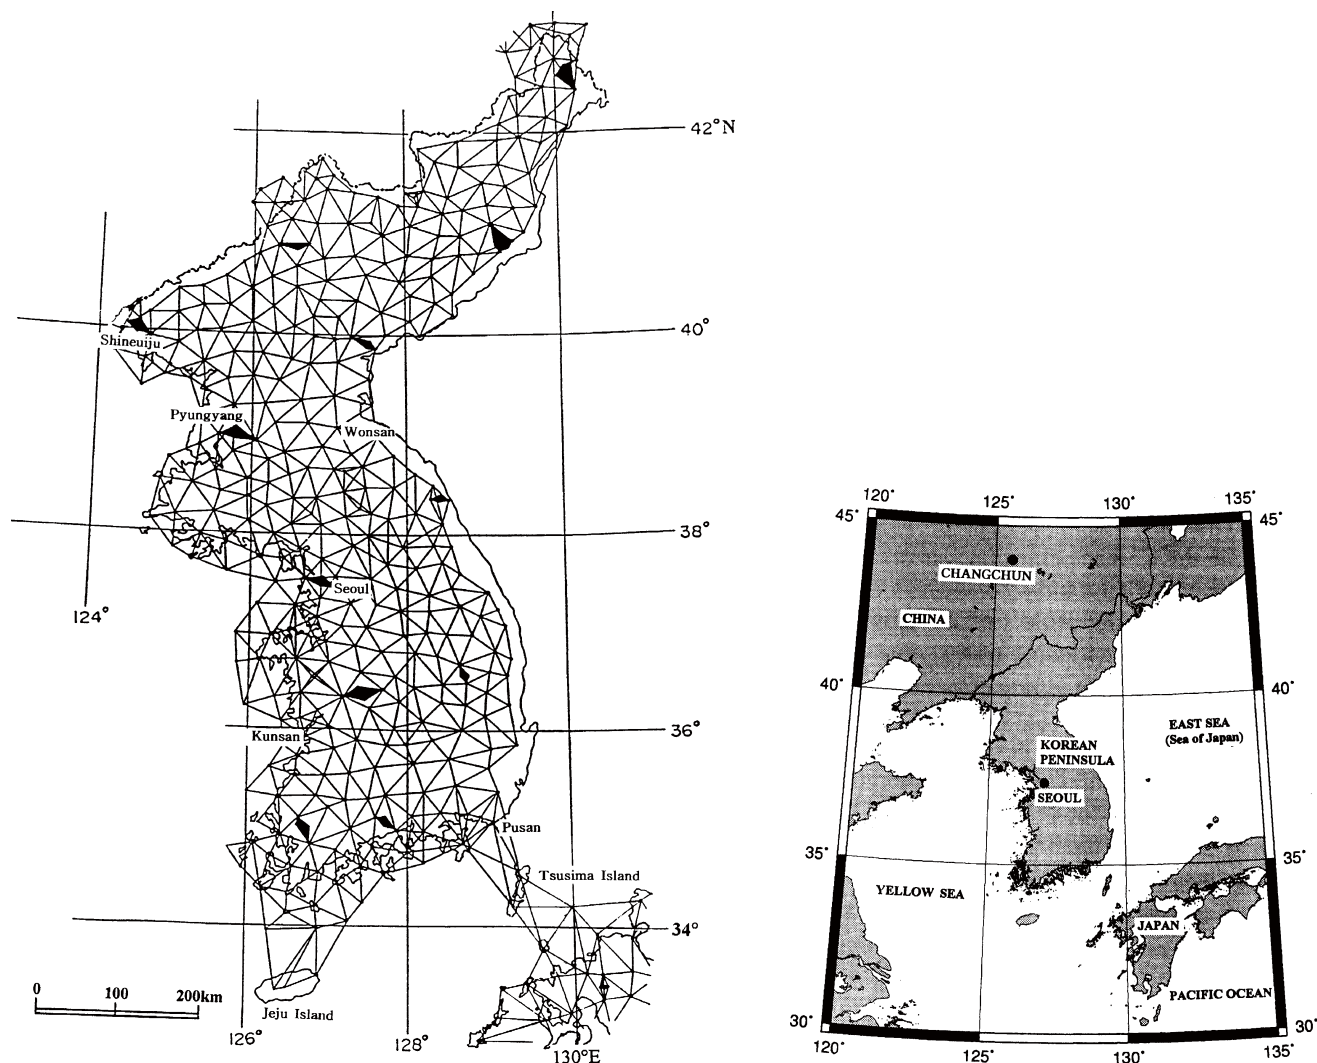 42°N
40°
Shineuiju
Pyungyang
Wonsan
38°
Seoul
124°
Kunsan
36°
Pusan
Tsusima Island
34°
0 100 200km
Jeju Island
126° 128° 130°E
120° 125° 130° 135°
45° 45°
CHANGCHUN
CHINA
40° 40°
EAST SEA
(Sea of Japan)
KOREAN
PENINSULA
SEOUL
35° 35°
YELLOW SEA
JAPAN
PACIFIC OCEAN
30° 30°
120° 125° 130° 135°